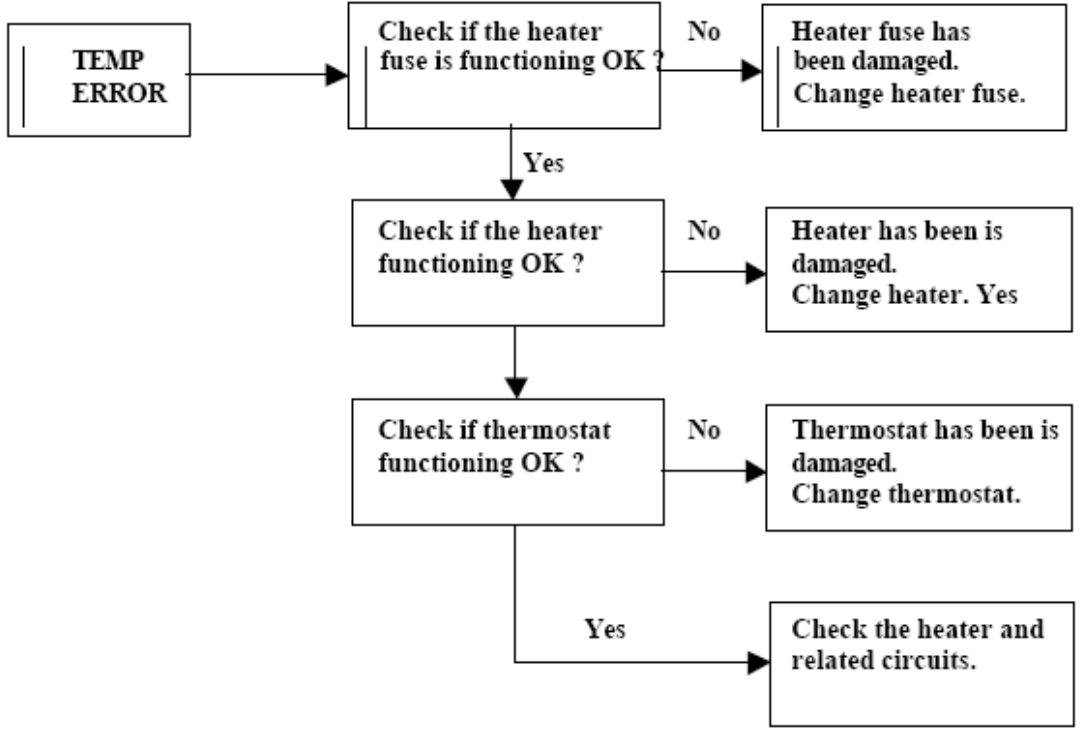 TEMP
ERROR
Check if the heater
fuse is functioning OK ?
No
Heater fuse has
been damaged.
Change heater fuse.
Yes
Check if the heater
functioning OK ?
No
Heater has been is
damaged.
Change heater. Yes
Check if thermostat
functioning OK ?
No
Thermostat has been is
damaged.
Change thermostat.
Yes
Check the heater and
related circuits.